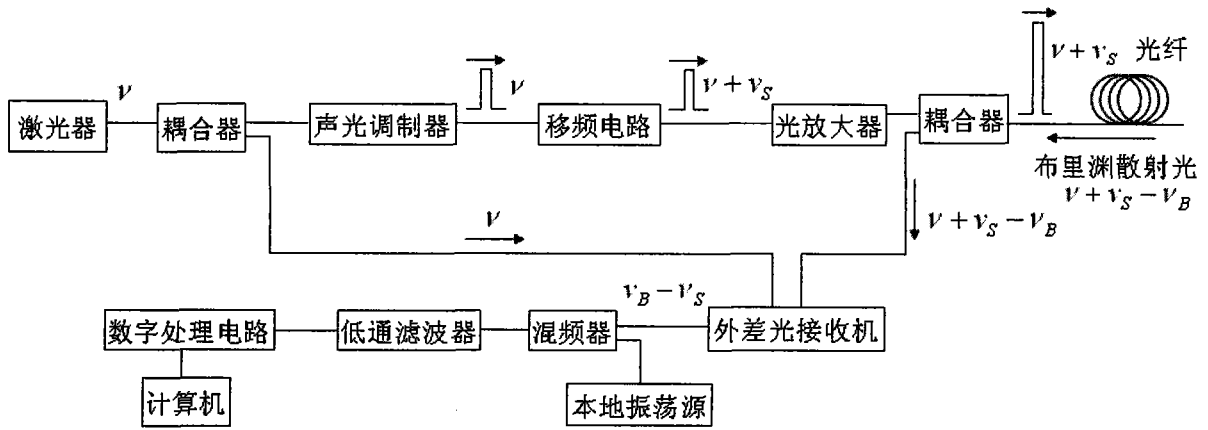 ν
ν
ν + ν_S
ν + ν_S
光纤
激光器
耦合器
声光调制器
移频电路
光放大器
耦合器
布里渊散射光
ν + ν_S − ν_B
ν
ν + ν_S − ν_B
ν_B − ν_S
数字处理电路
低通滤波器
混频器
外差光接收机
计算机
本地振荡源